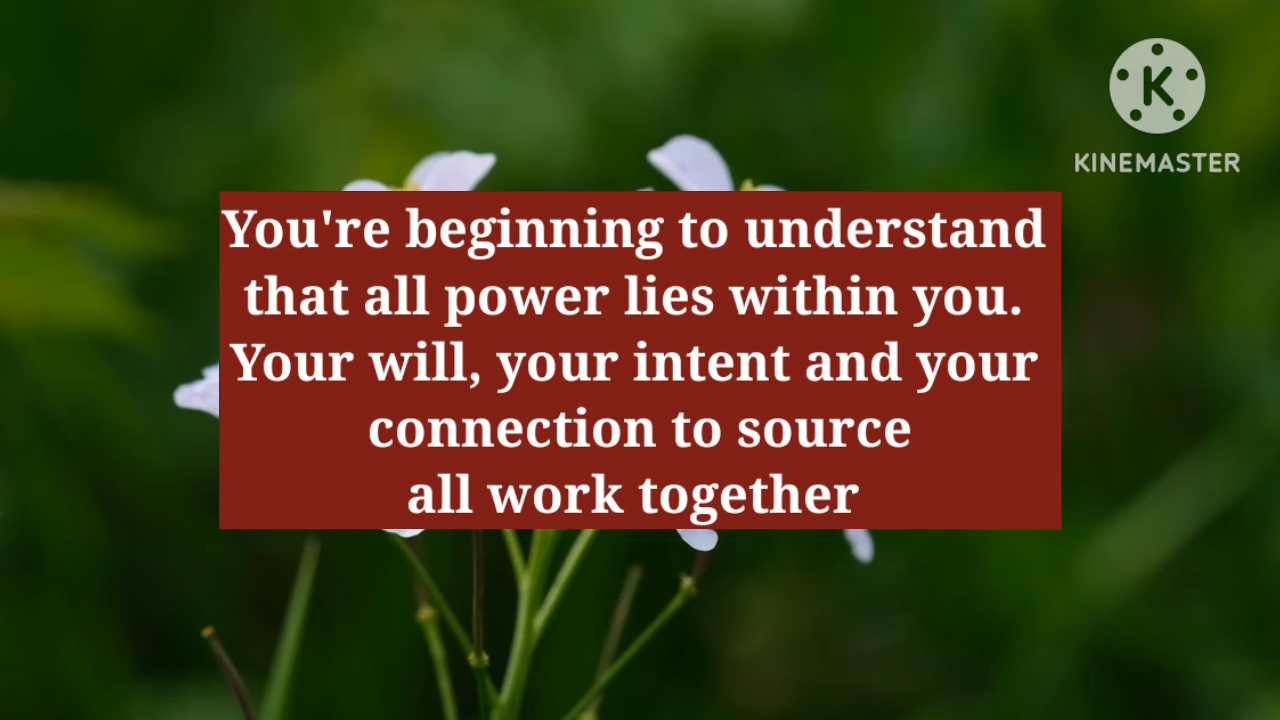 KINEMASTER
You're beginning to understand
that all power lies within you.
Your will, your intent and your
connection to source
all work together